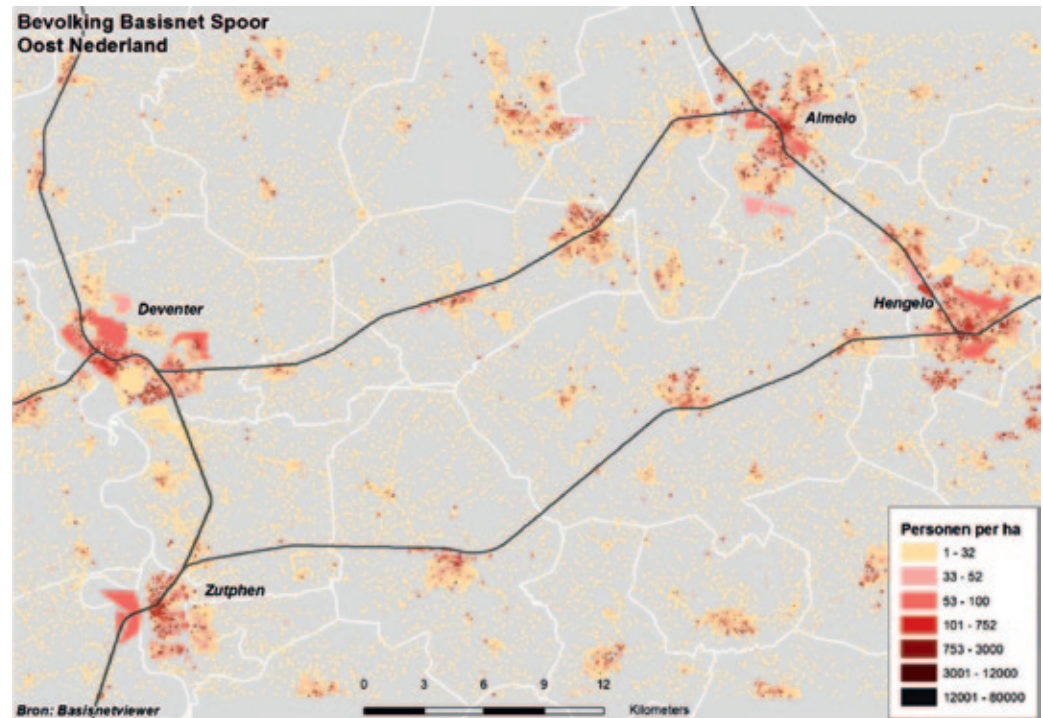 Bevolking Basisnet Spoor
Oost Nederland
Almelo
Deventer
Hengelo
Zutphen
Personen per ha
1 - 32
33 - 52
53 - 100
101 - 752
753 - 3000
3001 - 12000
12001 - 80000
0 3 6 9 12
Kilometers
Bron: Basisnetviewer